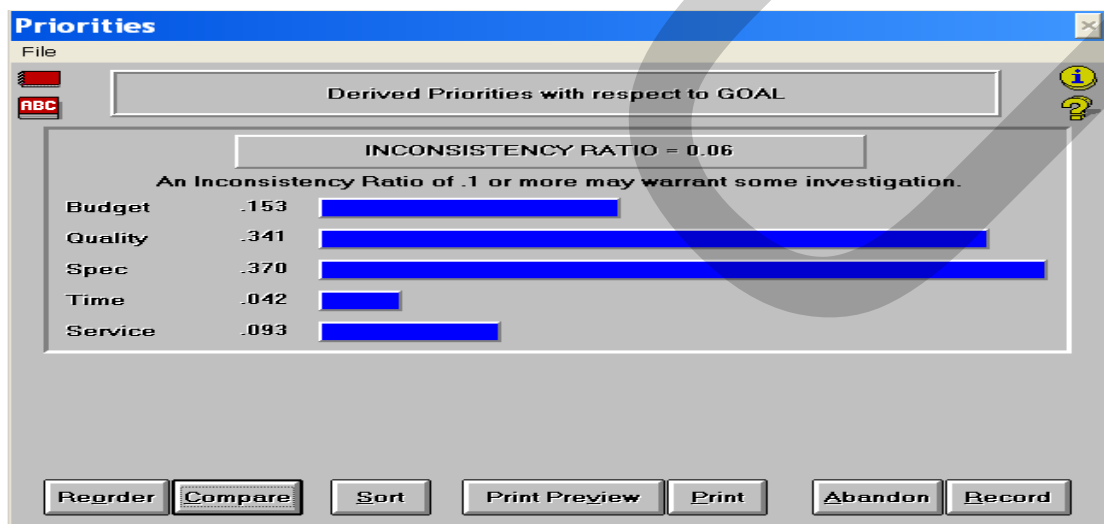 Priorities
File
ABC
Derived Priorities with respect to GOAL
i
?
INCONSISTENCY RATIO = 0.06
An Inconsistency Ratio of .1 or more may warrant some investigation.
Budget .153
Quality .341
Spec .370
Time .042
Service .093
Reorder Compare Sort Print Preview Print Abandon Record